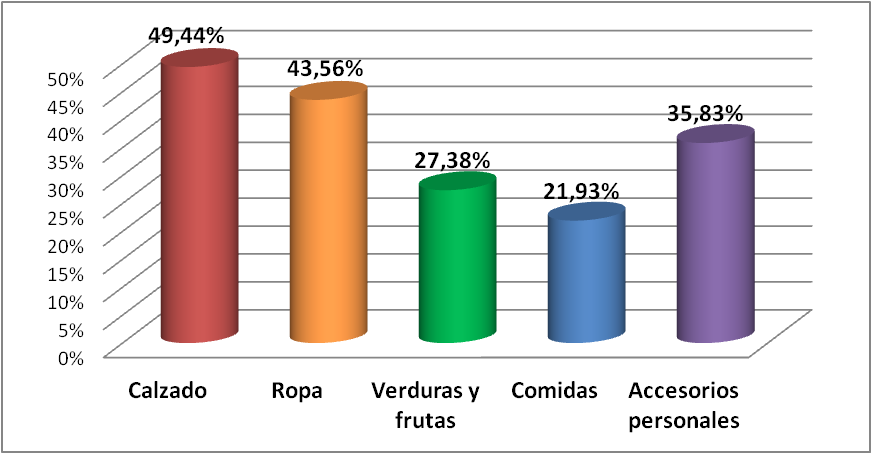 49,44%
43,56%
27,38%
21,93%
35,83%
50%
45%
40%
35%
30%
25%
20%
15%
10%
5%
0%
Calzado
Ropa
Verduras y
frutas
Comidas
Accesorios
personales